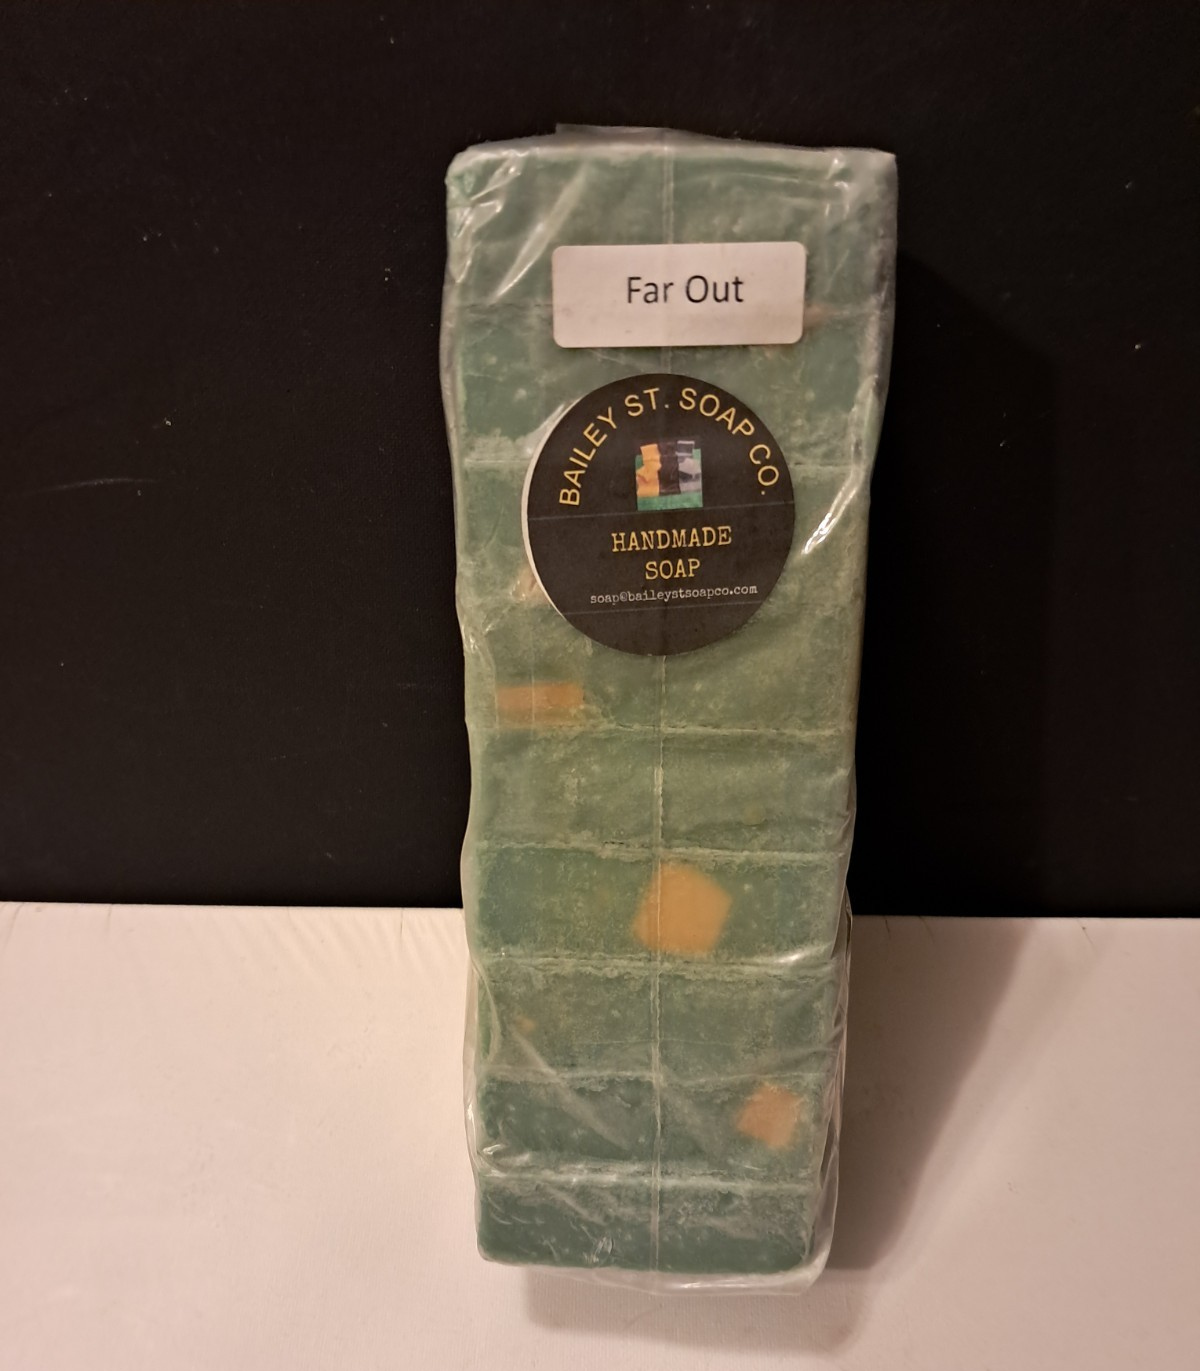 Far Out
BAILEY ST. SOAP CO.
HANDMADE
SOAP
soap@baileystsoapco.com